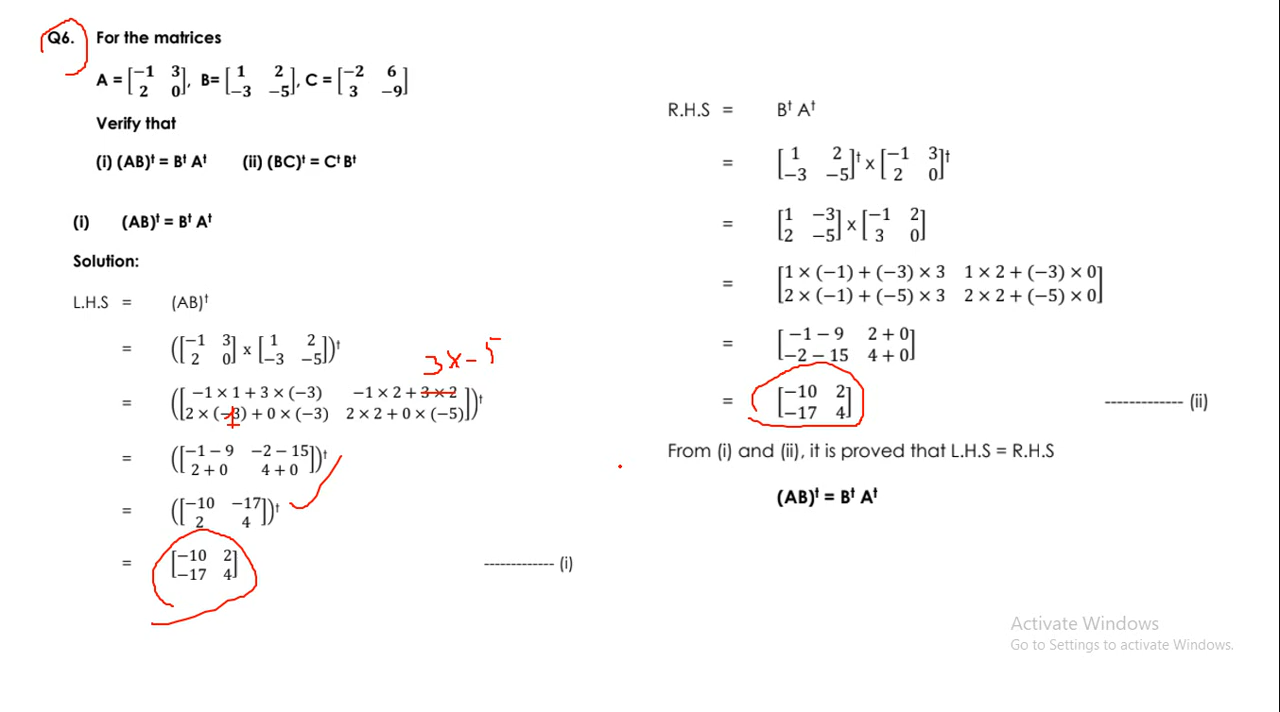 Q6. For the matrices
A = [−1 3 2 0], B= [1 2 −3 −5], C = [−2 6 3 −9]
Verify that
(i) (AB)ᵗ = Bᵗ Aᵗ (ii) (BC)ᵗ = Cᵗ Bᵗ
(i) (AB)ᵗ = Bᵗ Aᵗ
Solution:
L.H.S = (AB)ᵗ
= ([−1 3 2 0] × [1 2 −3 −5])ᵗ
3 x - 5
= ([−1 × 1 + 3 × (−3) −1 × 2 + 3 × 2
2 × (−3) + 0 × (−3) 2 × 2 + 0 × (−5)])ᵗ
1
= ([−1 − 9 −2 − 15
2 + 0 4 + 0])ᵗ
= ([−10 −17
2 4])ᵗ
= [−10 2
−17 4] ------------- (i)
R.H.S = Bᵗ Aᵗ
= [1 2 −3 −5]ᵗ × [−1 3 2 0]ᵗ
= [1 −3 2 −5] × [−1 2 3 0]
= [1 × (−1) + (−3) × 3 1 × 2 + (−3) × 0
2 × (−1) + (−5) × 3 2 × 2 + (−5) × 0]
= [−1 − 9 2 + 0
−2 − 15 4 + 0]
= [−10 2
−17 4] -------------- (ii)
From (i) and (ii), it is proved that L.H.S = R.H.S
(AB)ᵗ = Bᵗ Aᵗ
Activate Windows
Go to Settings to activate Windows.